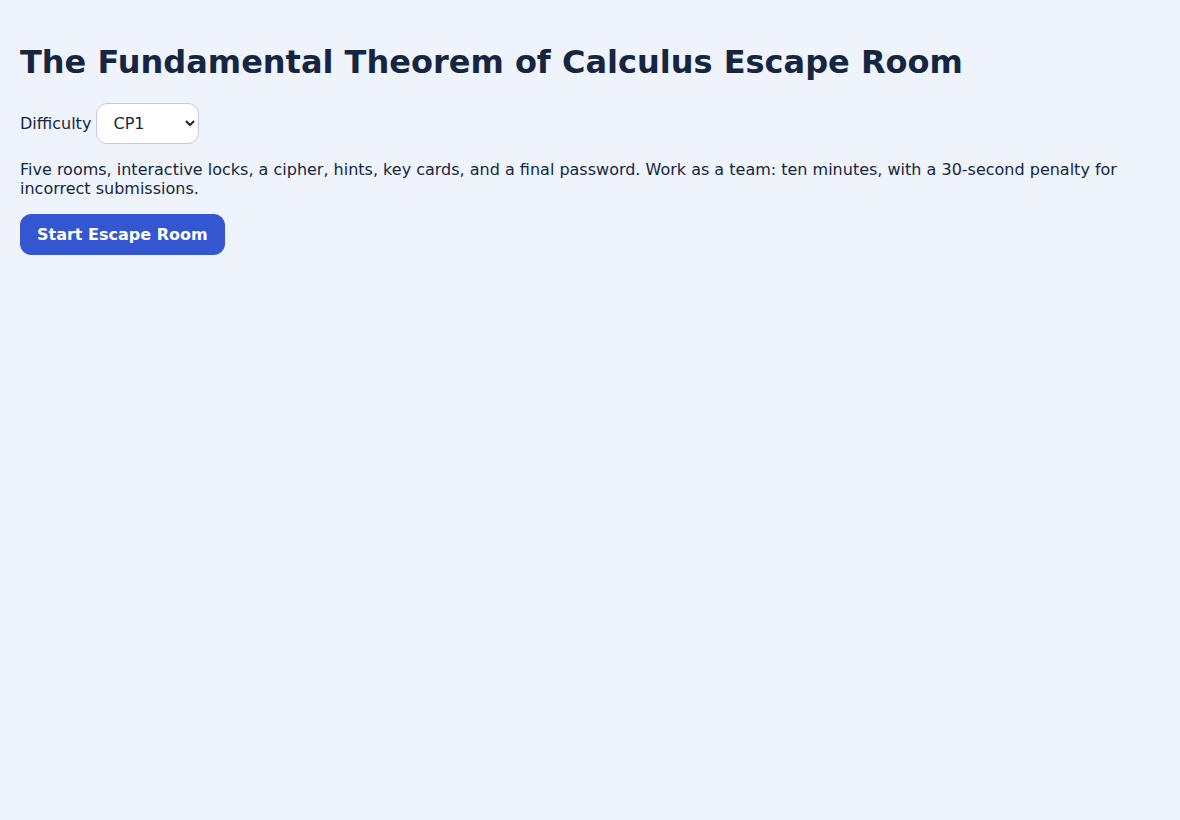 The Fundamental Theorem of Calculus Escape Room
Difficulty CP1
Five rooms, interactive locks, a cipher, hints, key cards, and a final password. Work as a team: ten minutes, with a 30-second penalty for
incorrect submissions.
Start Escape Room